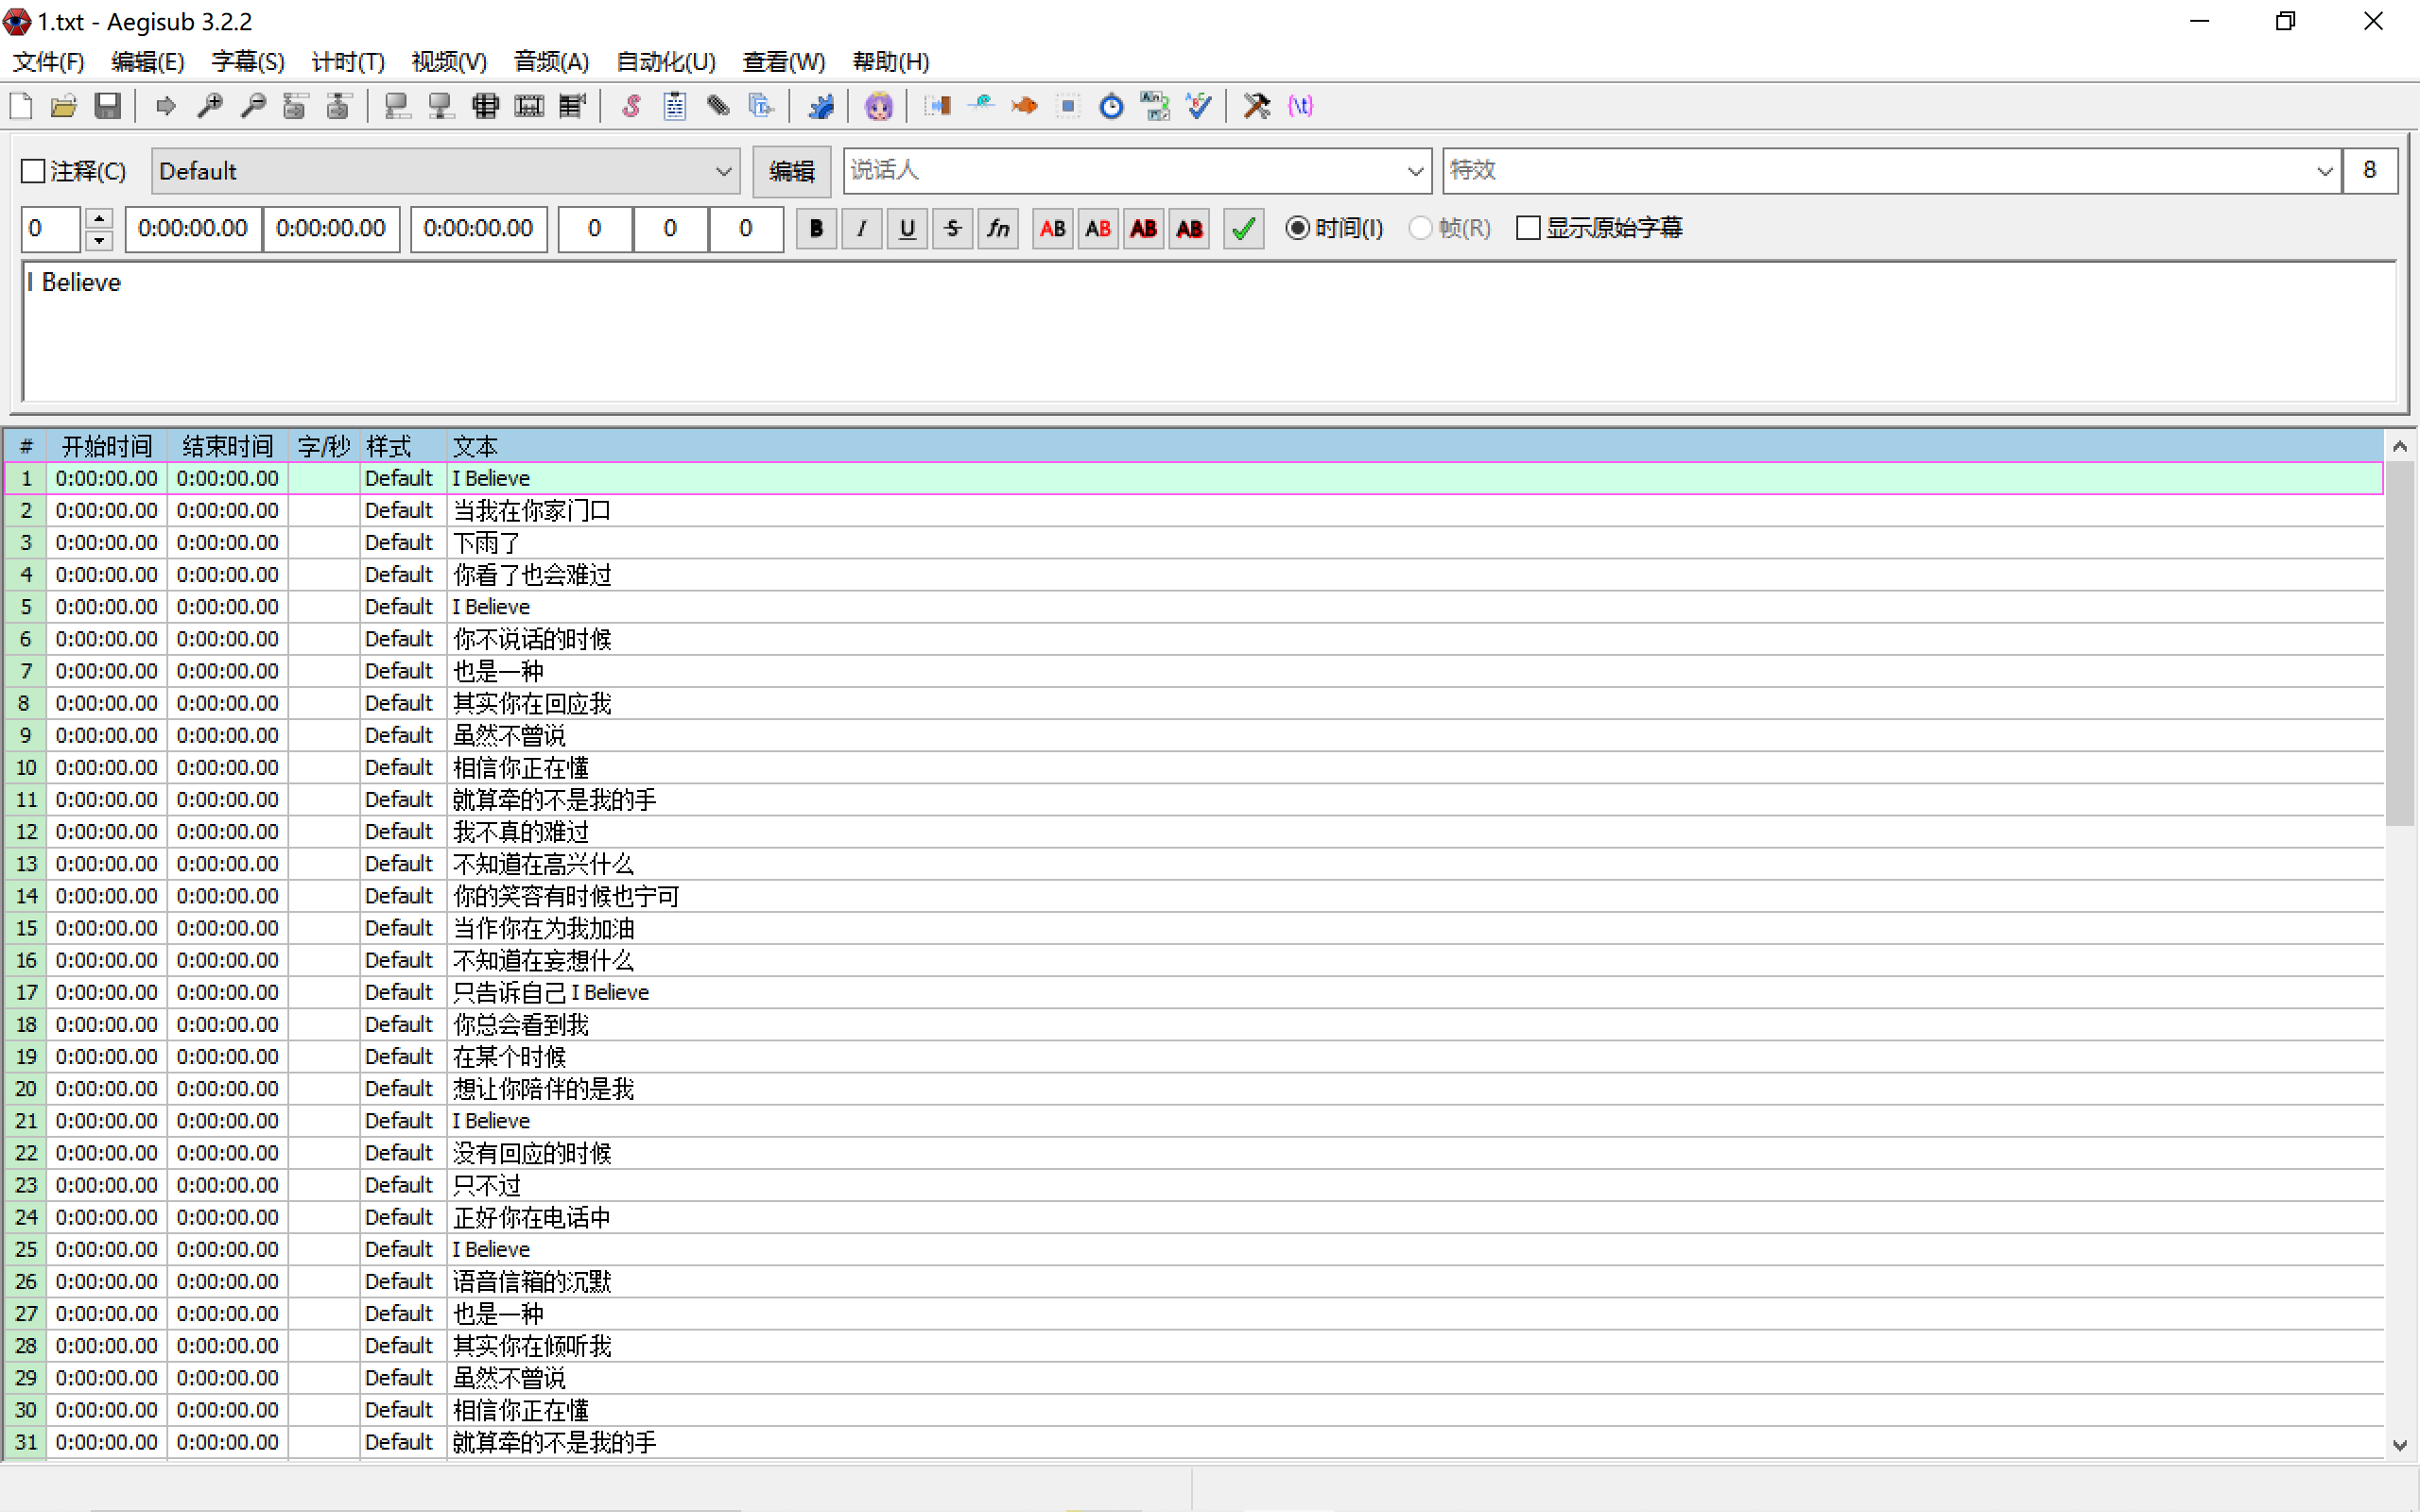 1.txt - Aegisub 3.2.2
文件(F) 编辑(E) 字幕(S) 计时(T) 视频(V) 音频(A) 自动化(U) 查看(W) 帮助(H)
注释(C) Default 编辑 说话人 特效 8
0 0:00:00.00 0:00:00.00 0:00:00.00 0 0 0 B I U S fn AB AB AB AB 时间(I) 帧(R) 显示原始字幕
I Believe
# 开始时间 结束时间 字/秒 样式 文本
1 0:00:00.00 0:00:00.00 Default I Believe
2 0:00:00.00 0:00:00.00 Default 当我在你家门口
3 0:00:00.00 0:00:00.00 Default 下雨了
4 0:00:00.00 0:00:00.00 Default 你看了也会难过
5 0:00:00.00 0:00:00.00 Default I Believe
6 0:00:00.00 0:00:00.00 Default 你不说话的时候
7 0:00:00.00 0:00:00.00 Default 也是一种
8 0:00:00.00 0:00:00.00 Default 其实你在回应我
9 0:00:00.00 0:00:00.00 Default 虽然不曾说
10 0:00:00.00 0:00:00.00 Default 相信你正在懂
11 0:00:00.00 0:00:00.00 Default 就算牵的不是我的手
12 0:00:00.00 0:00:00.00 Default 我不真的难过
13 0:00:00.00 0:00:00.00 Default 不知道在高兴什么
14 0:00:00.00 0:00:00.00 Default 你的笑容有时候也宁可
15 0:00:00.00 0:00:00.00 Default 当作你在为我加油
16 0:00:00.00 0:00:00.00 Default 不知道在妄想什么
17 0:00:00.00 0:00:00.00 Default 只告诉自己 I Believe
18 0:00:00.00 0:00:00.00 Default 你总会看到我
19 0:00:00.00 0:00:00.00 Default 在某个时候
20 0:00:00.00 0:00:00.00 Default 想让你陪伴的是我
21 0:00:00.00 0:00:00.00 Default I Believe
22 0:00:00.00 0:00:00.00 Default 没有回应的时候
23 0:00:00.00 0:00:00.00 Default 只不过
24 0:00:00.00 0:00:00.00 Default 正好你在电话中
25 0:00:00.00 0:00:00.00 Default I Believe
26 0:00:00.00 0:00:00.00 Default 语音信箱的沉默
27 0:00:00.00 0:00:00.00 Default 也是一种
28 0:00:00.00 0:00:00.00 Default 其实你在倾听我
29 0:00:00.00 0:00:00.00 Default 虽然不曾说
30 0:00:00.00 0:00:00.00 Default 相信你正在懂
31 0:00:00.00 0:00:00.00 Default 就算牵的不是我的手